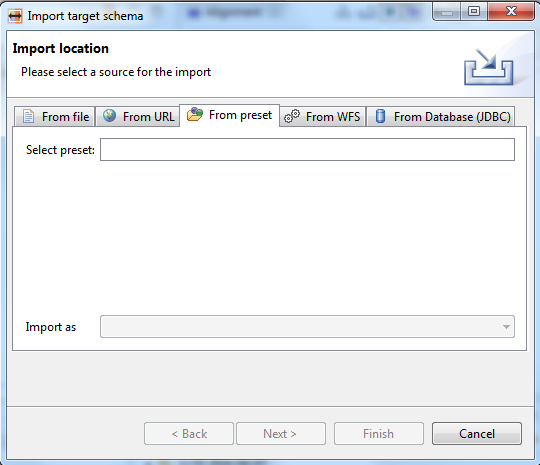 Import target schema
Import location
Please select a source for the import
From file From URL From preset From WFS From Database (JDBC)
Select preset:
Import as
< Back Next > Finish Cancel